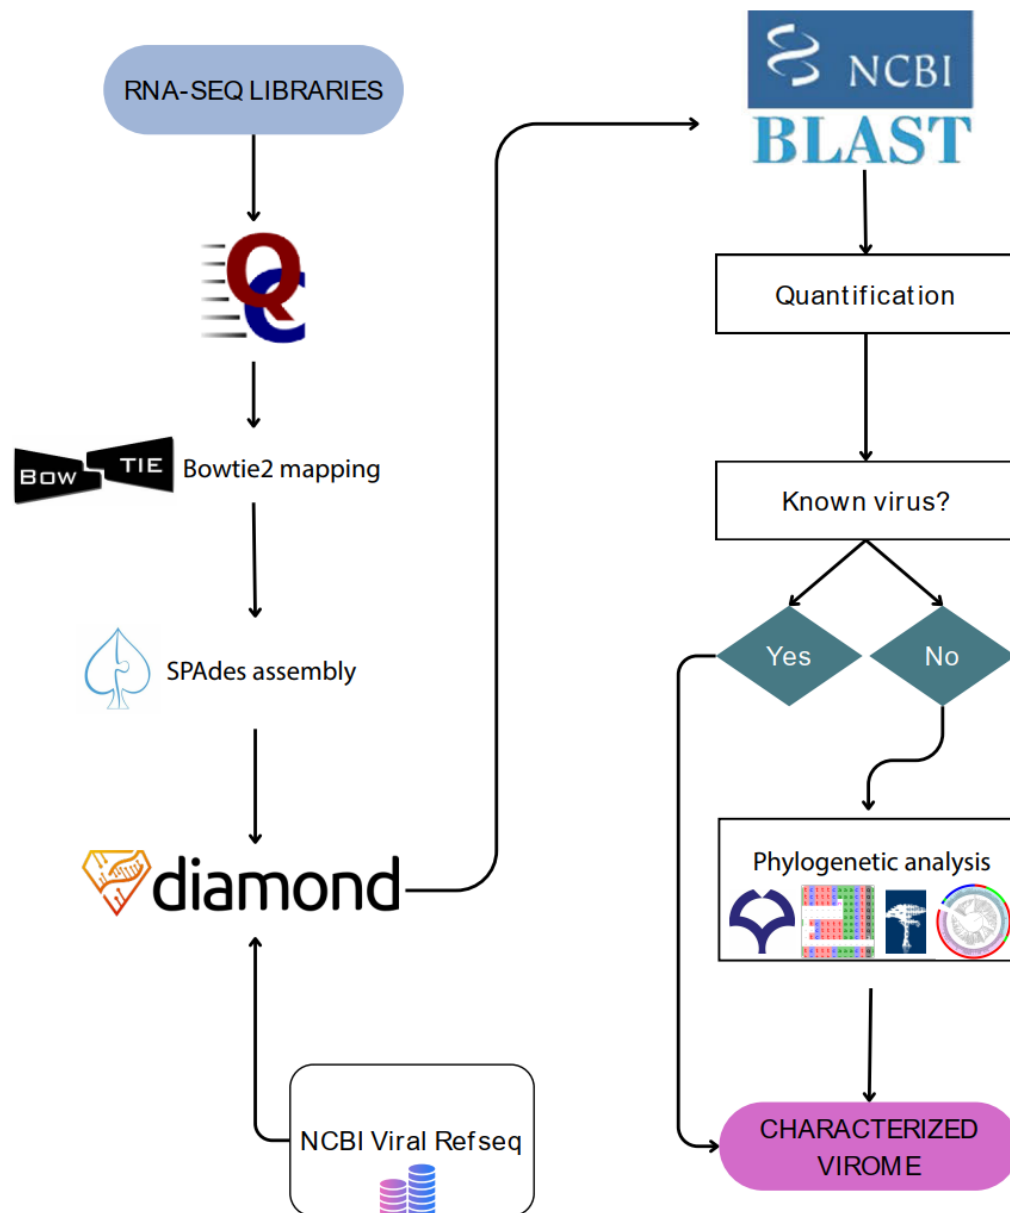 RNA-SEQ LIBRARIES
QC
BOW TIE
Bowtie2 mapping
SPAdes assembly
diamond
NCBI Viral Refseq
NCBI
BLAST
Quantification
Known virus?
Yes
No
Phylogenetic analysis
CHARACTERIZED
VIROME